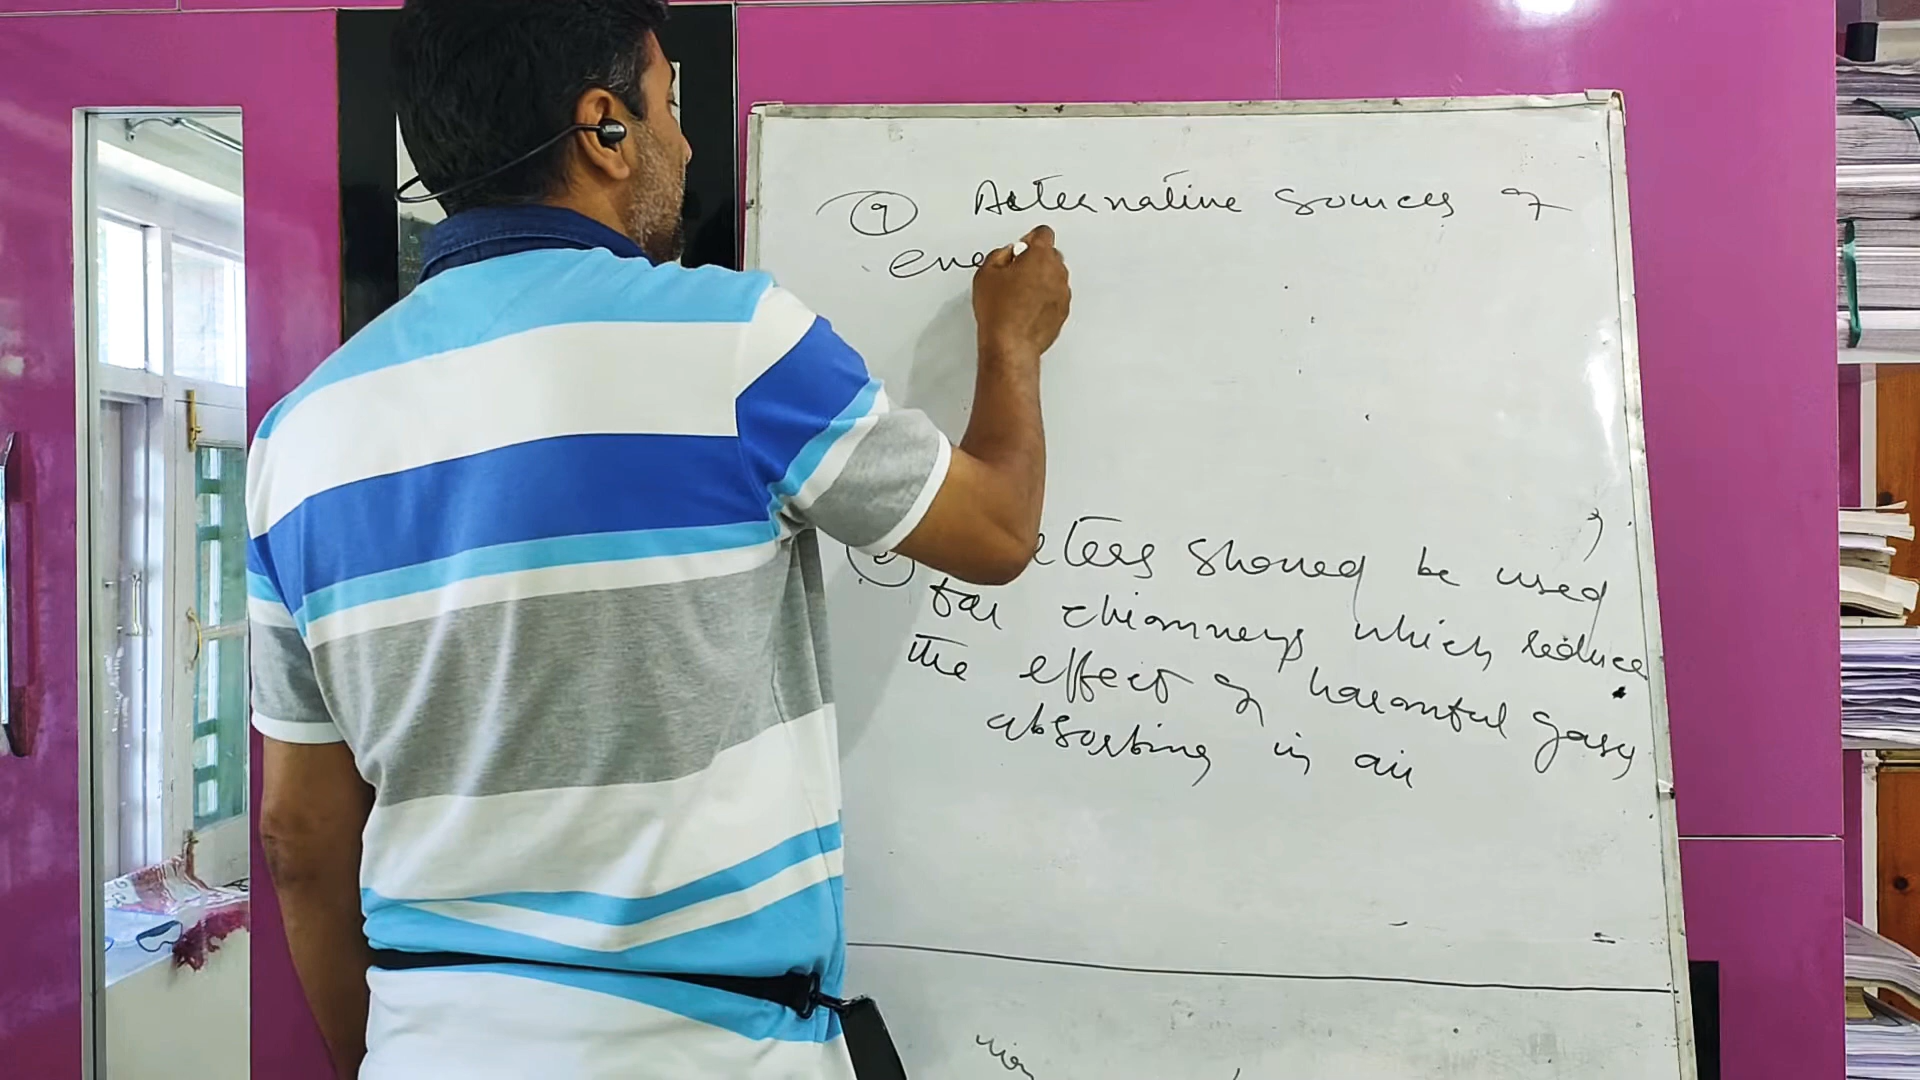 9 Alternative sources of
ene
should be used
for chimneys which reduce
the effect of harmful gases
absorbing in air